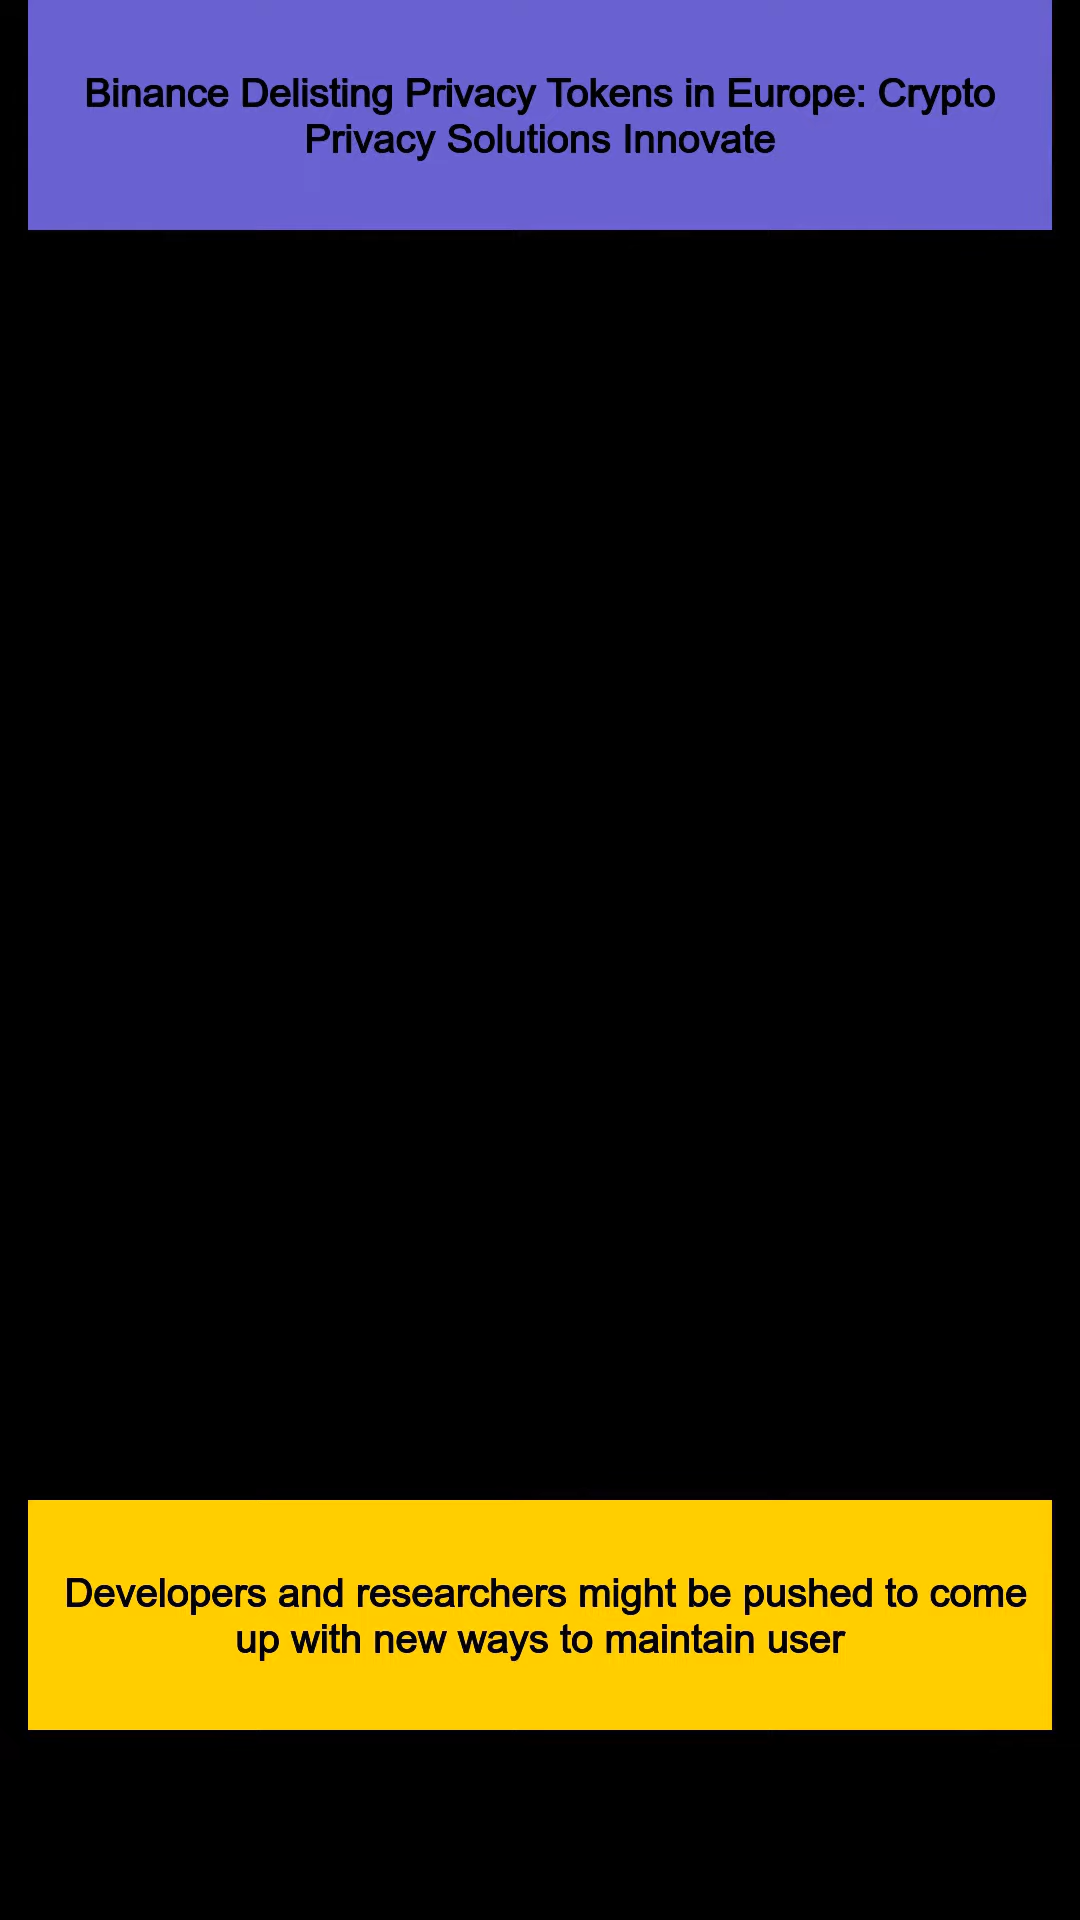 Binance Delisting Privacy Tokens in Europe: Crypto
Privacy Solutions Innovate
Developers and researchers might be pushed to come
up with new ways to maintain user